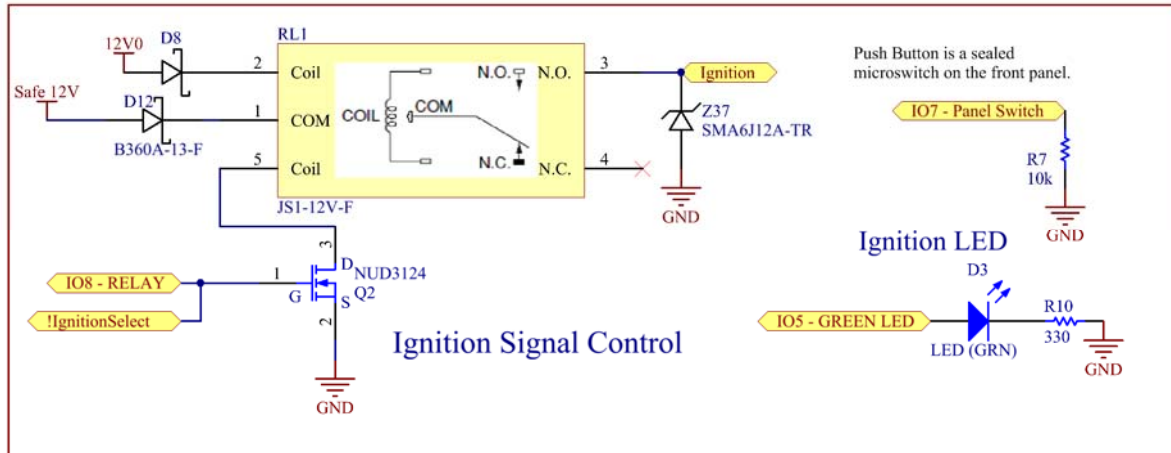 12V0
D8
Safe 12V
D12
B360A-13-F
RL1
2
Coil
1
COM
5
Coil
COIL
COM
N.O.
N.C.
N.O.
3
N.C.
4
JS1-12V-F
Ignition
Z37
SMA6J12A-TR
GND
IO8 - RELAY
!IgnitionSelect
1
G
3
D
S
2
NUD3124
Q2
GND
Ignition Signal Control
Push Button is a sealed
microswitch on the front panel.
IO7 - Panel Switch
R7
10k
GND
Ignition LED
D3
IO5 - GREEN LED
LED (GRN)
R10
330
GND